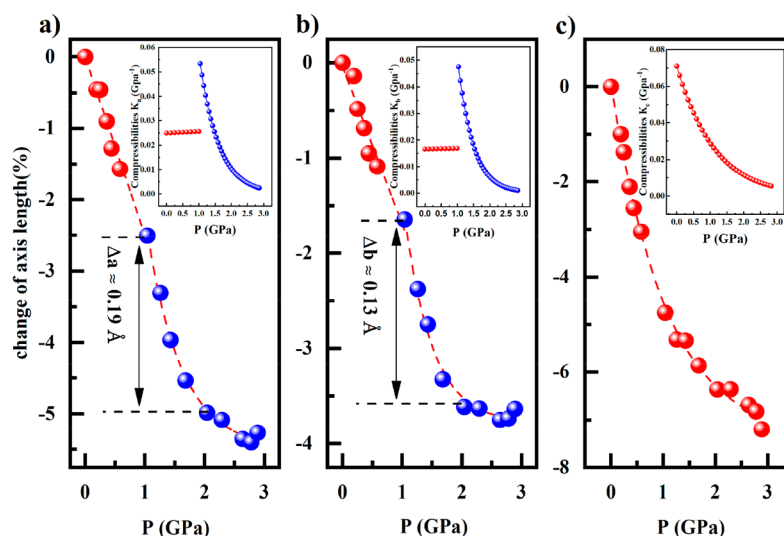 a)
b)
c)
change of axis length(%)
0
-1
-2
-3
-4
-5
0 1 2 3
P (GPa)
Δa ≈ 0.19 Å
Compressibilities Ka (Gpa-1)
0.06
0.05
0.04
0.03
0.02
0.01
0.00
0.0 0.5 1.0 1.5 2.0 2.5 3.0
P (GPa)
0
-1
-2
-3
-4
0 1 2 3
P (GPa)
Δb ≈ 0.13 Å
Compressibilities Kb (Gpa-1)
0.05
0.04
0.03
0.02
0.01
0.00
0.0 0.5 1.0 1.5 2.0 2.5 3.0
P (GPa)
0
-2
-4
-6
-8
0 1 2 3
P (GPa)
Compressibilities Kc (Gpa-1)
0.08
0.06
0.04
0.02
0.00
0.0 0.5 1.0 1.5 2.0 2.5 3.0
P (GPa)